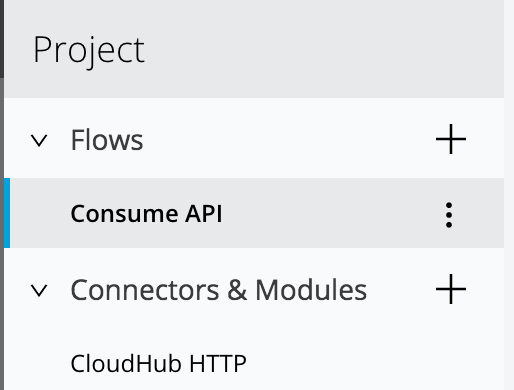 Project
Flows
Consume API
Connectors & Modules
CloudHub HTTP